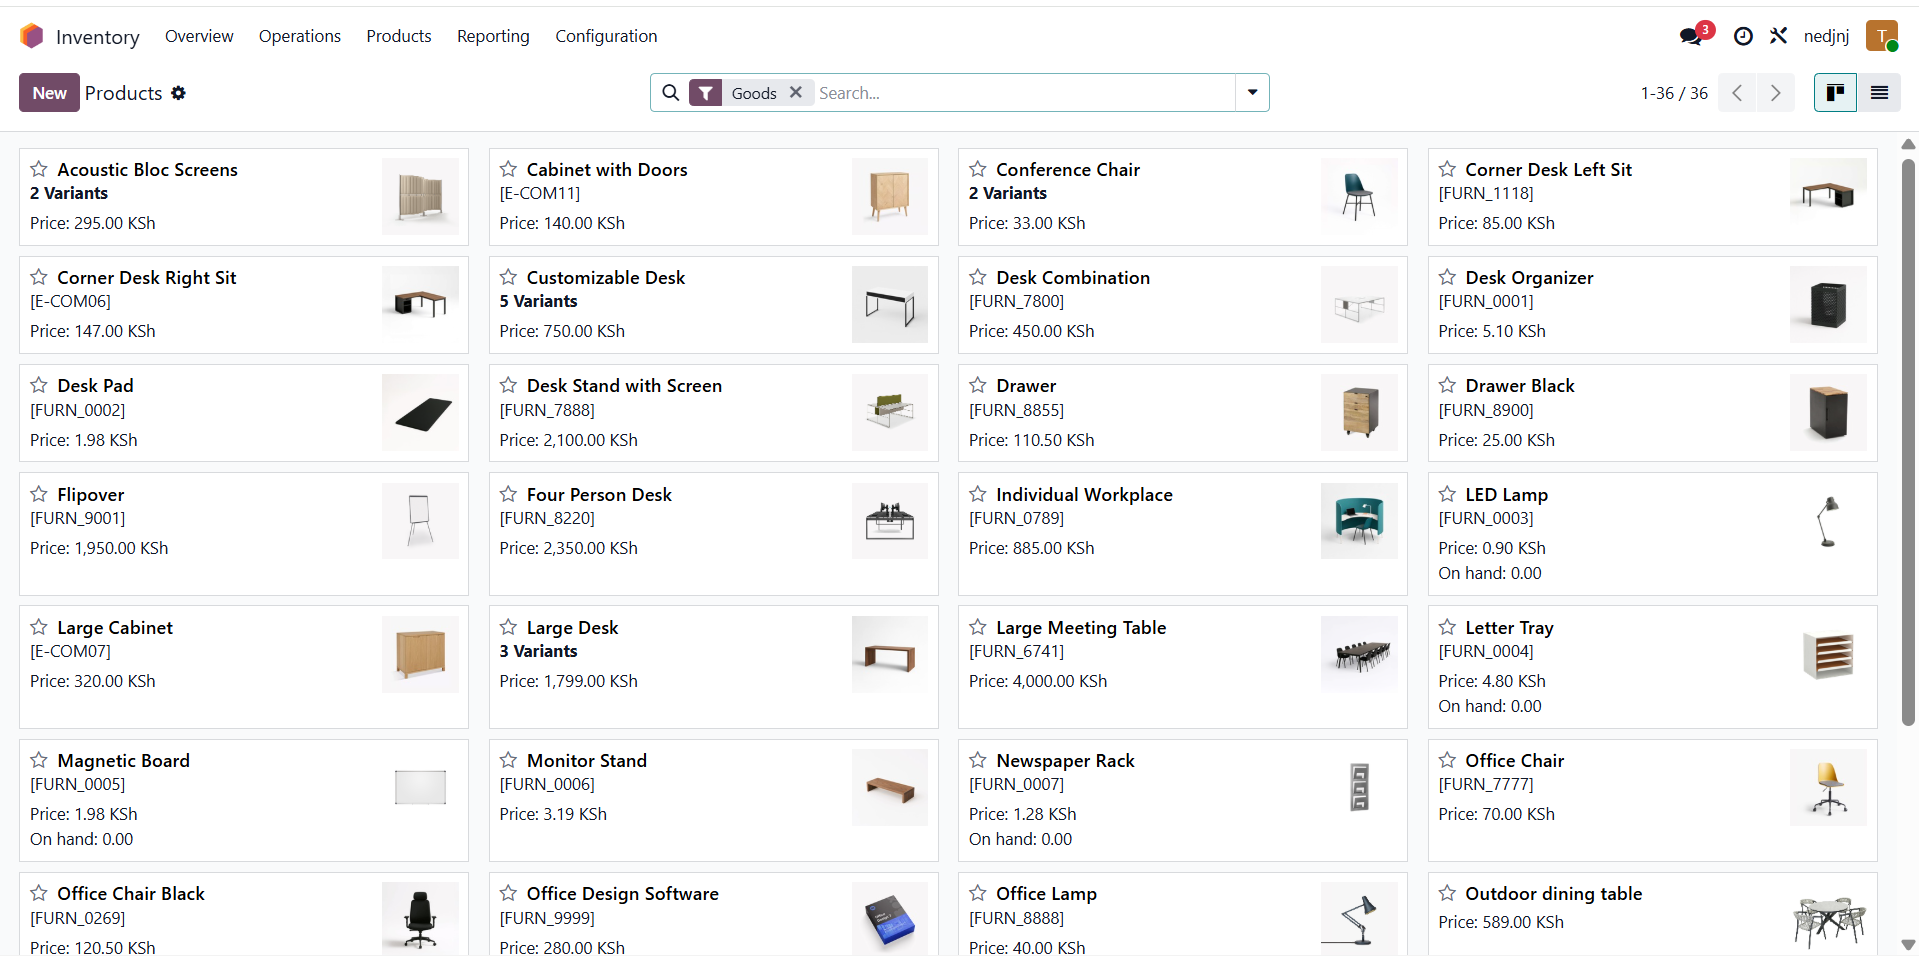 Inventory Overview Operations Products Reporting Configuration 3 nedjnj T
New Products Goods Search... 1-36 / 36
Acoustic Bloc Screens
2 Variants
Price: 295.00 KSh
Cabinet with Doors
[E-COM11]
Price: 140.00 KSh
Conference Chair
2 Variants
Price: 33.00 KSh
Corner Desk Left Sit
[FURN_1118]
Price: 85.00 KSh
Corner Desk Right Sit
[E-COM06]
Price: 147.00 KSh
Customizable Desk
5 Variants
Price: 750.00 KSh
Desk Combination
[FURN_7800]
Price: 450.00 KSh
Desk Organizer
[FURN_0001]
Price: 5.10 KSh
Desk Pad
[FURN_0002]
Price: 1.98 KSh
Desk Stand with Screen
[FURN_7888]
Price: 2,100.00 KSh
Drawer
[FURN_8855]
Price: 110.50 KSh
Drawer Black
[FURN_8900]
Price: 25.00 KSh
Flipover
[FURN_9001]
Price: 1,950.00 KSh
Four Person Desk
[FURN_8220]
Price: 2,350.00 KSh
Individual Workplace
[FURN_0789]
Price: 885.00 KSh
LED Lamp
[FURN_0003]
Price: 0.90 KSh
On hand: 0.00
Large Cabinet
[E-COM07]
Price: 320.00 KSh
Large Desk
3 Variants
Price: 1,799.00 KSh
Large Meeting Table
[FURN_6741]
Price: 4,000.00 KSh
Letter Tray
[FURN_0004]
Price: 4.80 KSh
On hand: 0.00
Magnetic Board
[FURN_0005]
Price: 1.98 KSh
On hand: 0.00
Monitor Stand
[FURN_0006]
Price: 3.19 KSh
Newspaper Rack
[FURN_0007]
Price: 1.28 KSh
On hand: 0.00
Office Chair
[FURN_7777]
Price: 70.00 KSh
Office Chair Black
[FURN_0269]
Price: 120.50 KSh
Office Design Software
[FURN_9999]
Price: 280.00 KSh
Office Lamp
[FURN_8888]
Price: 40.00 KSh
Outdoor dining table
Price: 589.00 KSh